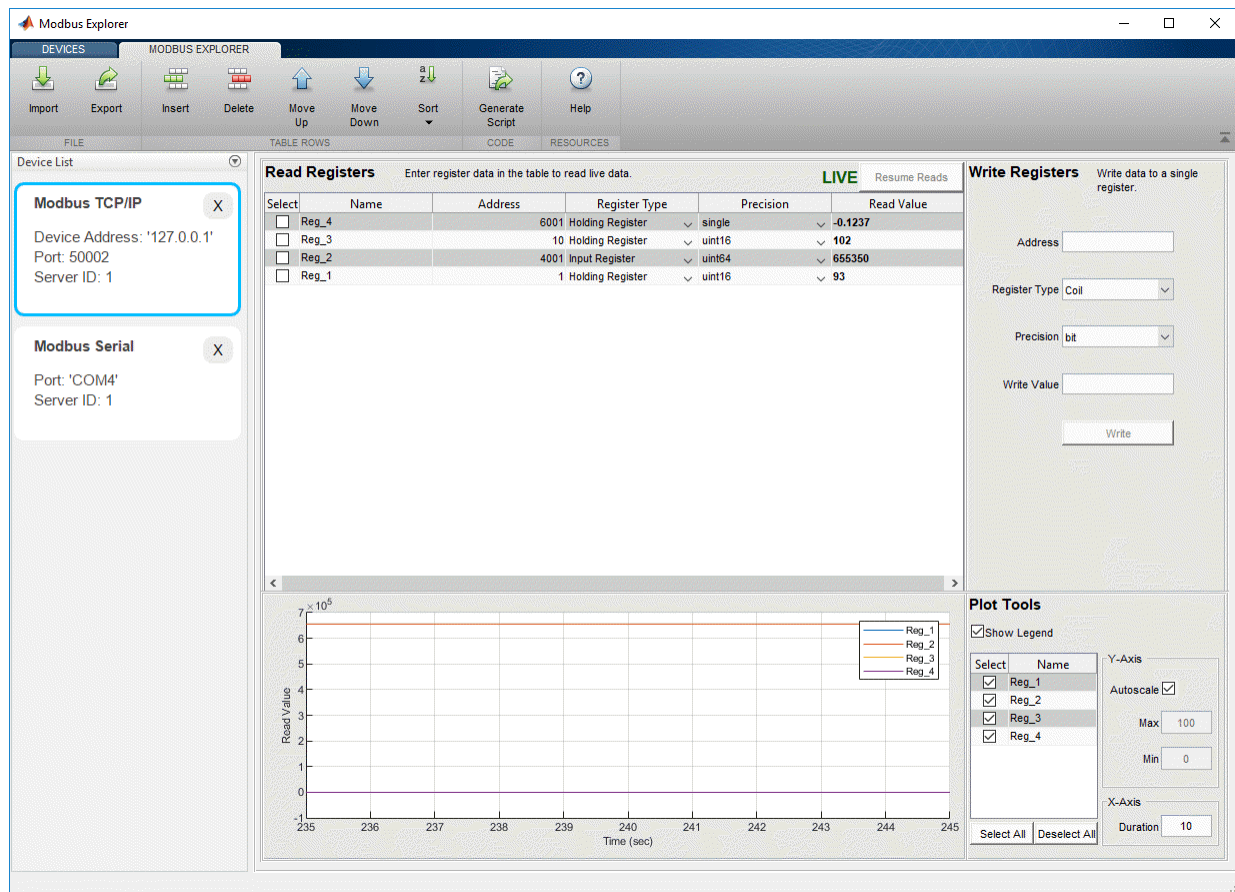 Modbus Explorer
DEVICES MODBUS EXPLORER
Import Export Insert Delete Move Up Move Down Sort Generate Script Help
FILE TABLE ROWS CODE RESOURCES
Device List
Modbus TCP/IP X
Device Address: '127.0.0.1'
Port: 50002
Server ID: 1
Modbus Serial X
Port: 'COM4'
Server ID: 1
Read Registers Enter register data in the table to read live data. LIVE Resume Reads
Select Name Address Register Type Precision Read Value
Reg_4 6001 Holding Register single -0.1237
Reg_3 10 Holding Register uint16 102
Reg_2 4001 Input Register uint64 655350
Reg_1 1 Holding Register uint16 93
Write Registers Write data to a single
register.
Address
Register Type Coil
Precision bit
Write Value
Write
×10^5
7
6
5
4
3
2
1
0
-1
Read Value
235 236 237 238 239 240 241 242 243 244 245
Time (sec)
Reg_1
Reg_2
Reg_3
Reg_4
Plot Tools
Show Legend
Select Name
Reg_1
Reg_2
Reg_3
Reg_4
Select All Deselect All
Y-Axis
Autoscale
Max 100
Min 0
X-Axis
Duration 10